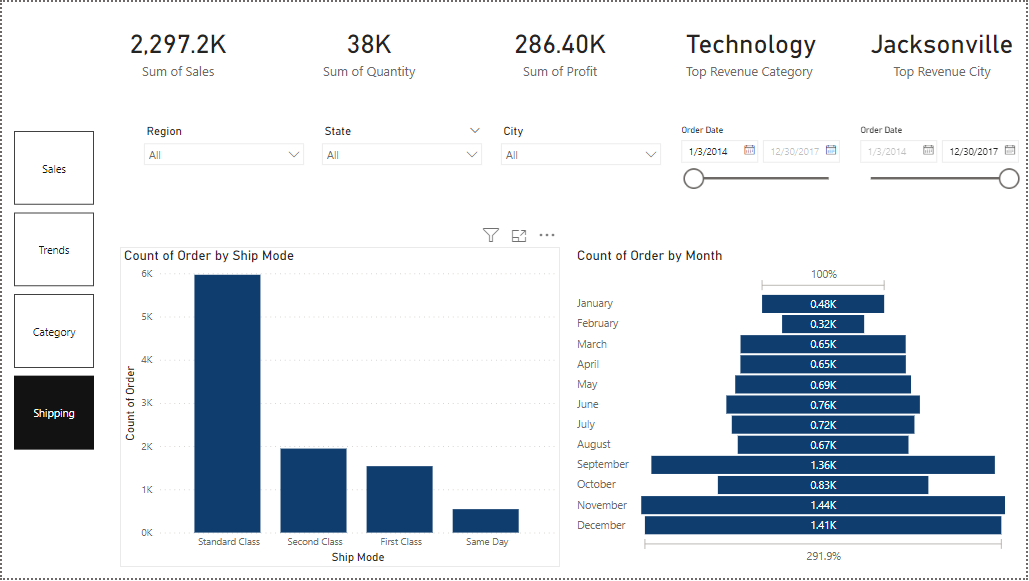 2,297.2K
Sum of Sales
38K
Sum of Quantity
286.40K
Sum of Profit
Technology
Top Revenue Category
Jacksonville
Top Revenue City
Region
All
State
All
City
All
Order Date
1/3/2014
12/30/2017
Order Date
1/3/2014
12/30/2017
Sales
Trends
Category
Shipping
Count of Order by Ship Mode
Count of Order
6K
5K
4K
3K
2K
1K
0K
Standard Class
Second Class
First Class
Same Day
Ship Mode
Count of Order by Month
100%
January 0.48K
February 0.32K
March 0.65K
April 0.65K
May 0.69K
June 0.76K
July 0.72K
August 0.67K
September 1.36K
October 0.83K
November 1.44K
December 1.41K
291.9%